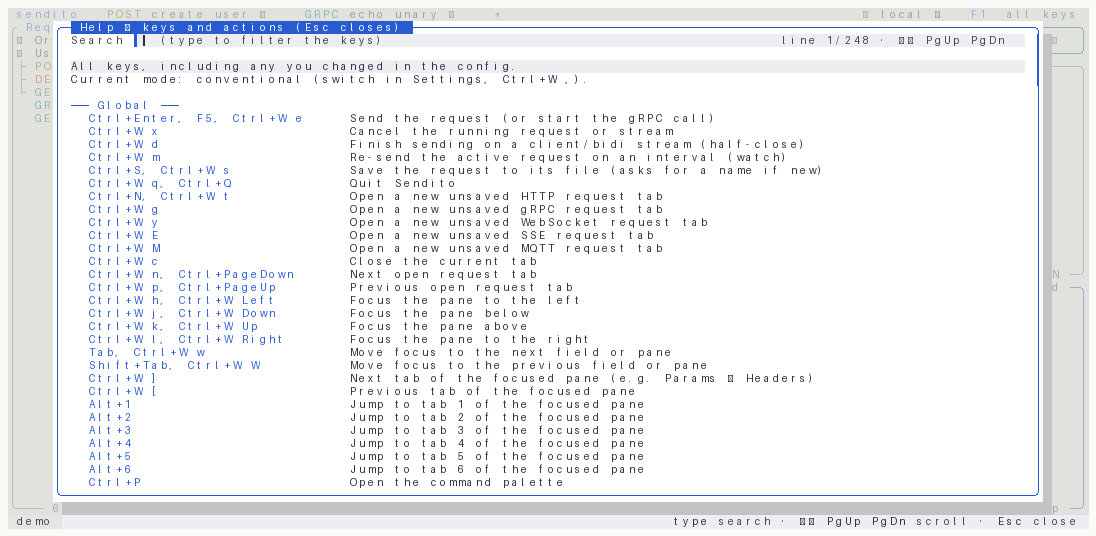 sendito POST create user GRPC echo unary + local F1 all keys
Req Help keys and actions (Esc closes)
Or Search (type to filter the keys) line 1/248 · PgUp PgDn
Us
PO All keys, including any you changed in the config.
DE Current mode: conventional (switch in Settings, Ctrl+W ,).
GE
GR Global
GE Ctrl+Enter, F5, Ctrl+W e Send the request (or start the gRPC call)
Ctrl+W x Cancel the running request or stream
Ctrl+W d Finish sending on a client/bidi stream (half-close)
Ctrl+W m Re-send the active request on an interval (watch)
Ctrl+S, Ctrl+W s Save the request to its file (asks for a name if new)
Ctrl+W q, Ctrl+Q Quit Sendito
Ctrl+N, Ctrl+W t Open a new unsaved HTTP request tab
Ctrl+W g Open a new unsaved gRPC request tab
Ctrl+W y Open a new unsaved WebSocket request tab
Ctrl+W E Open a new unsaved SSE request tab
Ctrl+W M Open a new unsaved MQTT request tab
Ctrl+W c Close the current tab
Ctrl+W n, Ctrl+PageDown Next open request tab
Ctrl+W p, Ctrl+PageUp Previous open request tab
Ctrl+W h, Ctrl+W Left Focus the pane to the left
Ctrl+W j, Ctrl+W Down Focus the pane below
Ctrl+W k, Ctrl+W Up Focus the pane above
Ctrl+W l, Ctrl+W Right Focus the pane to the right
Tab, Ctrl+W w Move focus to the next field or pane
Shift+Tab, Ctrl+W W Move focus to the previous field or pane
Ctrl+W ] Next tab of the focused pane (e.g. Params Headers)
Ctrl+W [ Previous tab of the focused pane
Alt+1 Jump to tab 1 of the focused pane
Alt+2 Jump to tab 2 of the focused pane
Alt+3 Jump to tab 3 of the focused pane
Alt+4 Jump to tab 4 of the focused pane
Alt+5 Jump to tab 5 of the focused pane
Alt+6 Jump to tab 6 of the focused pane
Ctrl+P Open the command palette
6
demo type search · PgUp PgDn scroll · Esc close